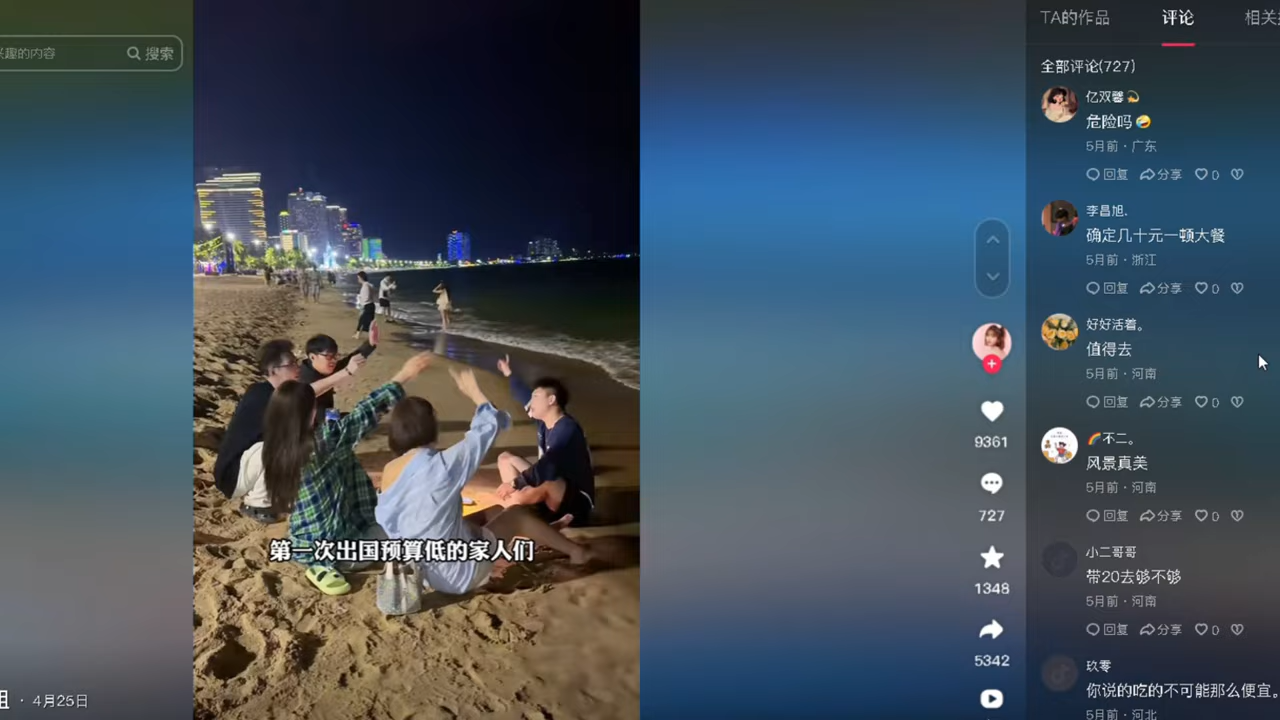 兴趣的内容
搜索
第一次出国预算低的家人们
姐 · 4月25日
9361
727
1348
5342
TA的作品
评论
相关
全部评论(727)
亿双馨
危险吗
5月前·广东
回复 分享 0
李昌旭.
确定几十元一顿大餐
5月前·浙江
回复 分享 0
好好活着。
值得去
5月前·河南
回复 分享 0
不二。
风景真美
5月前·河南
回复 分享 0
小二哥哥
带20去够不够
5月前·河南
回复 分享 0
玖零
你说的吃的不可能那么便宜。
5月前·河北